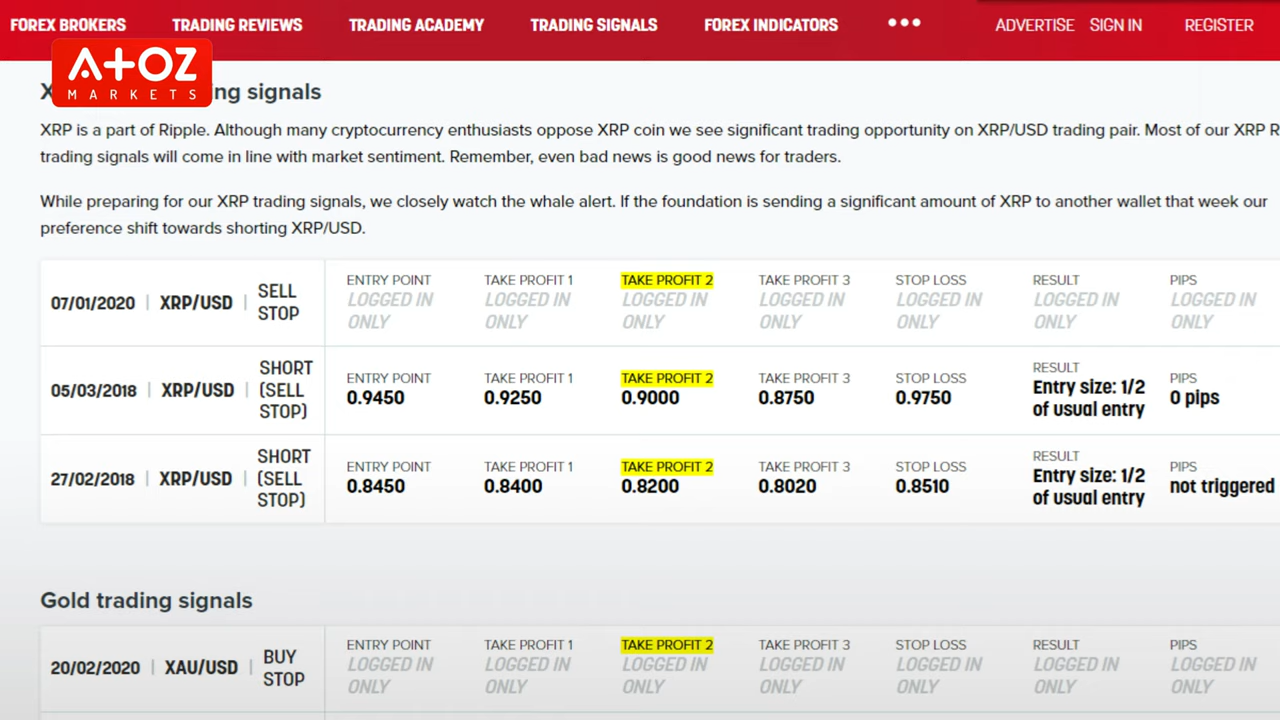 FOREX BROKERS TRADING REVIEWS TRADING ACADEMY TRADING SIGNALS FOREX INDICATORS ••• ADVERTISE SIGN IN REGISTER
A+OZ
MARKETS
X ng signals
XRP is a part of Ripple. Although many cryptocurrency enthusiasts oppose XRP coin we see significant trading opportunity on XRP/USD trading pair. Most of our XRP R
trading signals will come in line with market sentiment. Remember, even bad news is good news for traders.
While preparing for our XRP trading signals, we closely watch the whale alert. If the foundation is sending a significant amount of XRP to another wallet that week our
preference shift towards shorting XRP/USD.
07/01/2020 | XRP/USD | SELL
STOP
ENTRY POINT TAKE PROFIT 1 TAKE PROFIT 2 TAKE PROFIT 3 STOP LOSS RESULT PIPS
LOGGED IN LOGGED IN LOGGED IN LOGGED IN LOGGED IN LOGGED IN LOGGED IN
ONLY ONLY ONLY ONLY ONLY ONLY ONLY
05/03/2018 | XRP/USD | SHORT
(SELL
STOP)
ENTRY POINT TAKE PROFIT 1 TAKE PROFIT 2 TAKE PROFIT 3 STOP LOSS RESULT PIPS
0.9450 0.9250 0.9000 0.8750 0.9750 Entry size: 1/2 0 pips
of usual entry
27/02/2018 | XRP/USD | SHORT
(SELL
STOP)
ENTRY POINT TAKE PROFIT 1 TAKE PROFIT 2 TAKE PROFIT 3 STOP LOSS RESULT PIPS
0.8450 0.8400 0.8200 0.8020 0.8510 Entry size: 1/2 not triggered
of usual entry
Gold trading signals
20/02/2020 | XAU/USD | BUY
STOP
ENTRY POINT TAKE PROFIT 1 TAKE PROFIT 2 TAKE PROFIT 3 STOP LOSS RESULT PIPS
LOGGED IN LOGGED IN LOGGED IN LOGGED IN LOGGED IN LOGGED IN LOGGED IN
ONLY ONLY ONLY ONLY ONLY ONLY ONLY